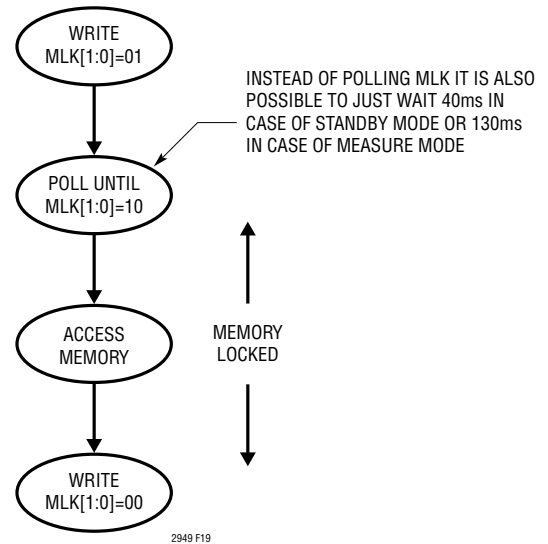 WRITE
MLK[1:0]=01
INSTEAD OF POLLING MLK IT IS ALSO
POSSIBLE TO JUST WAIT 40ms IN
CASE OF STANDBY MODE OR 130ms
IN CASE OF MEASURE MODE
POLL UNTIL
MLK[1:0]=10
ACCESS
MEMORY
MEMORY
LOCKED
WRITE
MLK[1:0]=00
2949 F19